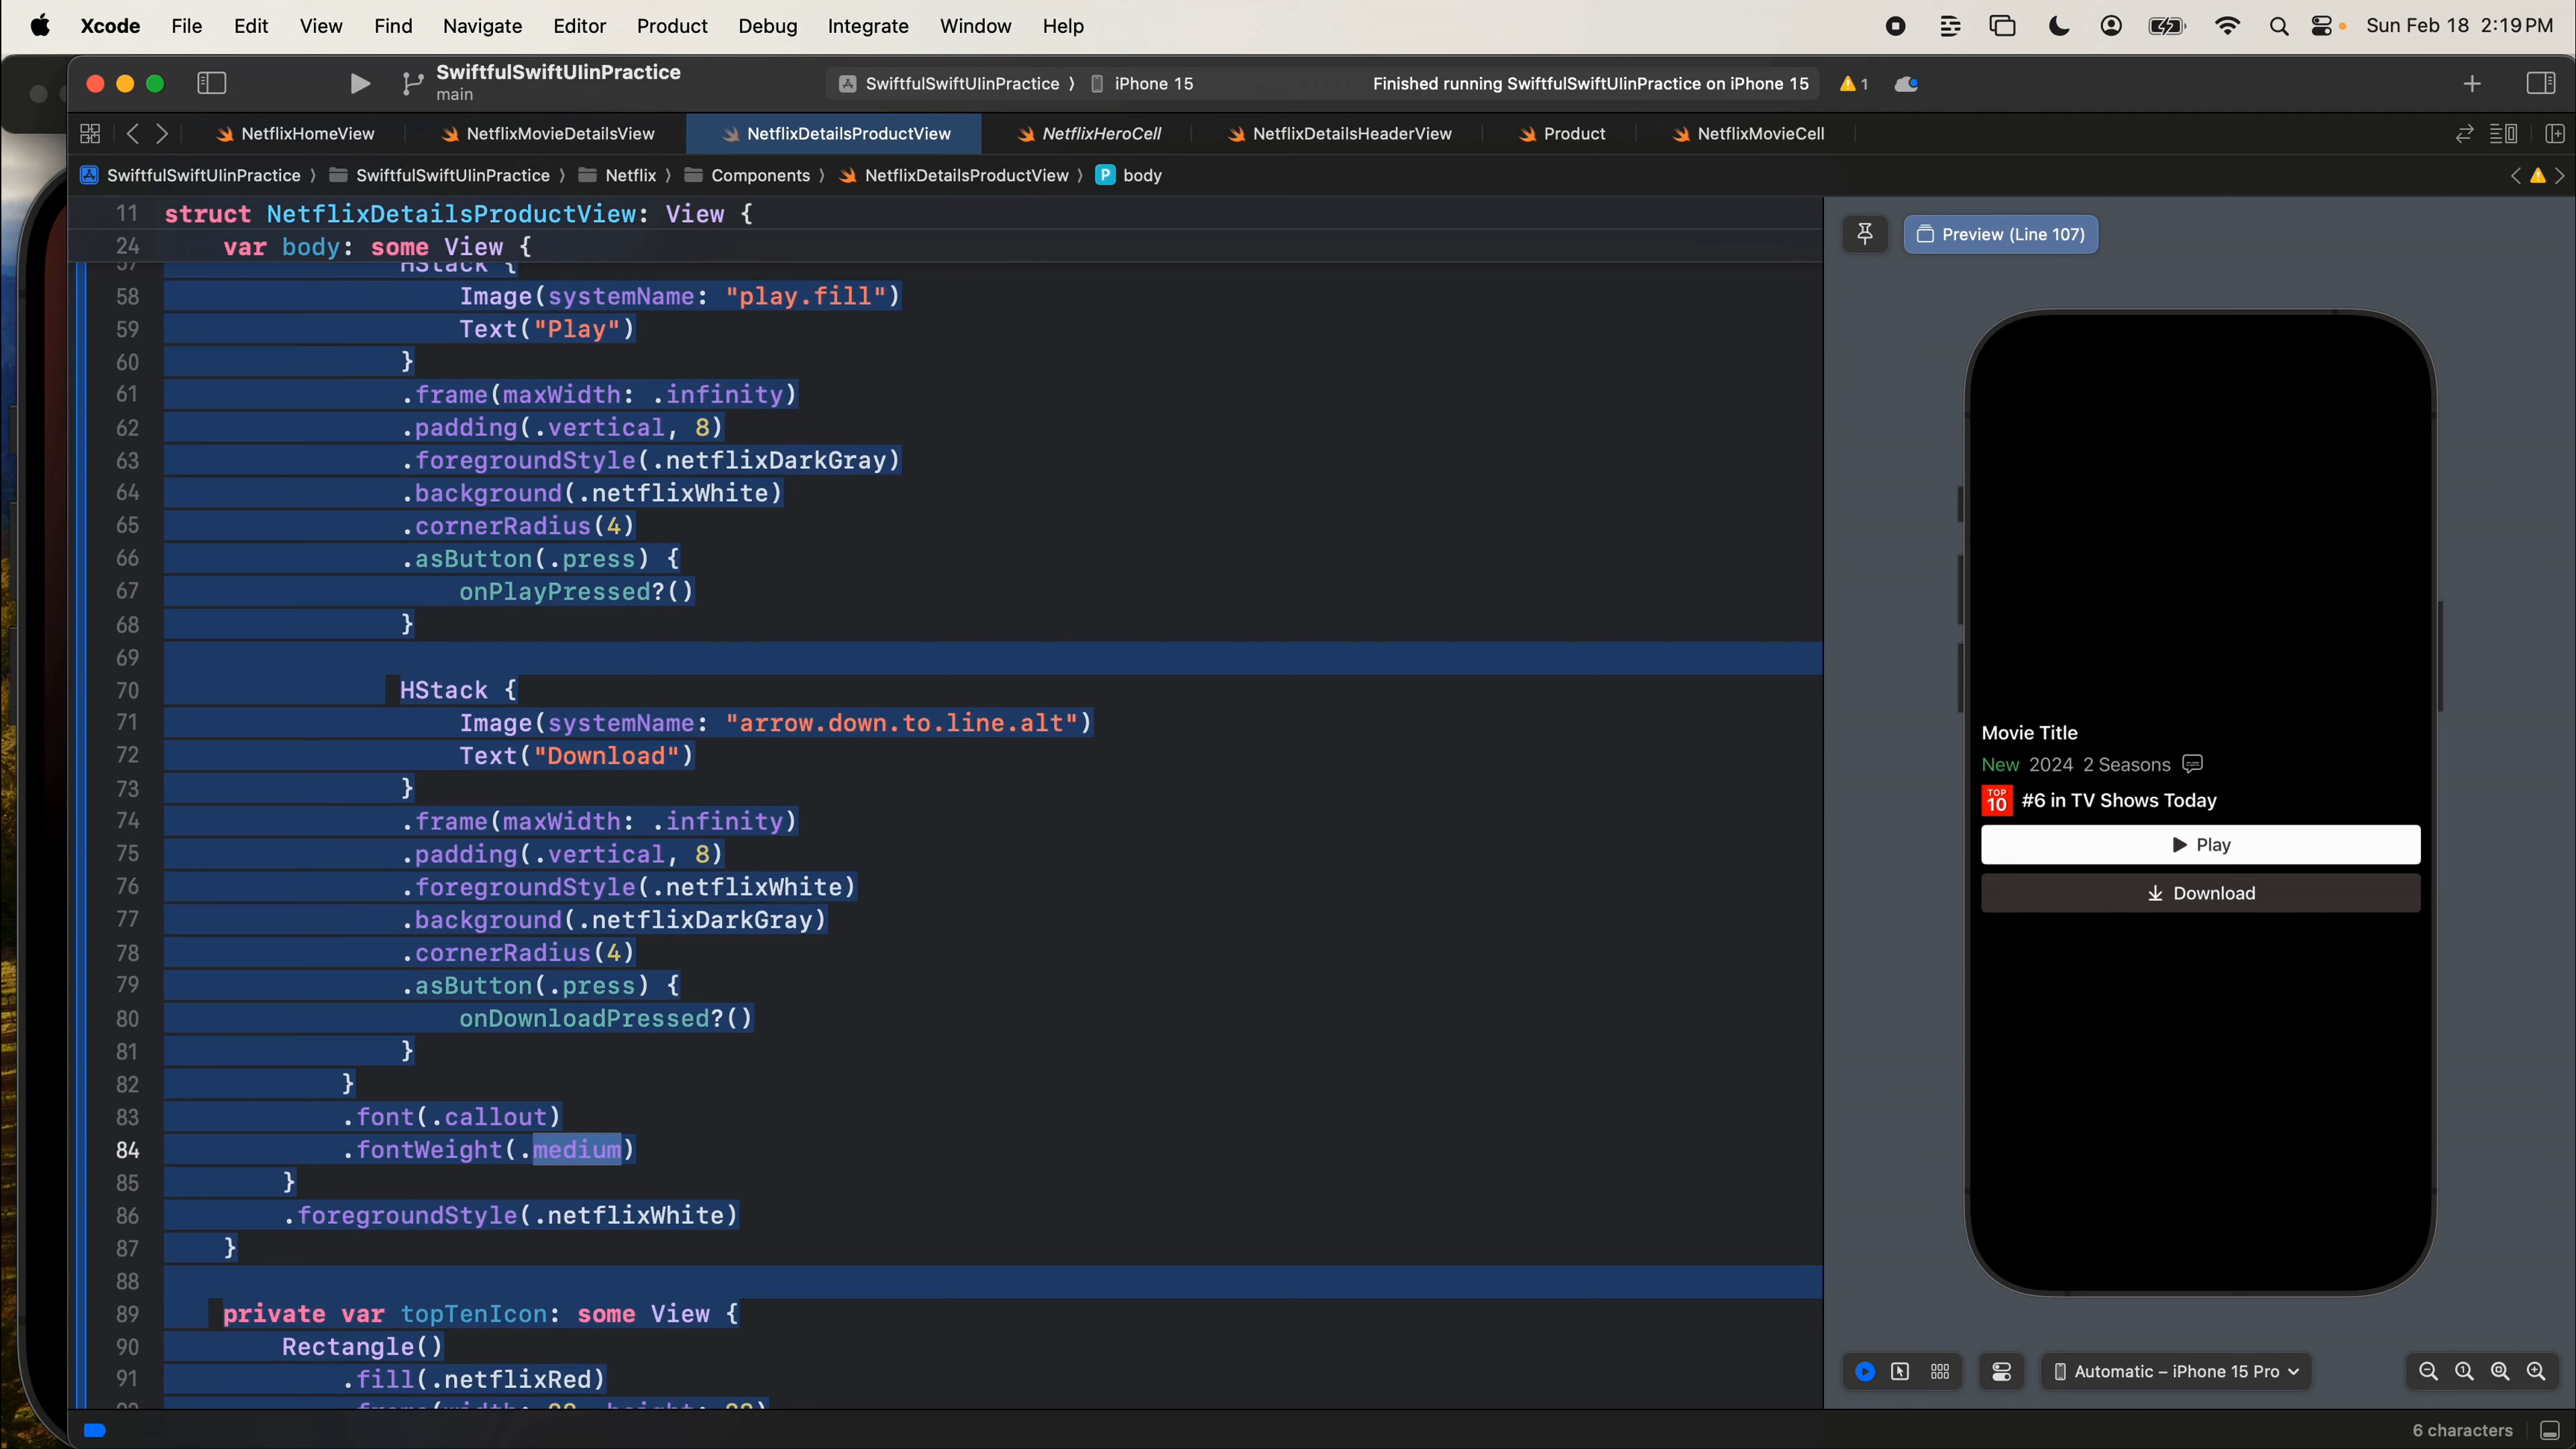 Xcode File Edit View Find Navigate Editor Product Debug Integrate Window Help Sun Feb 18 2:19 PM
SwiftfulSwiftUIinPractice
main
SwiftfulSwiftUIinPractice 〉 iPhone 15 Finished running SwiftfulSwiftUIinPractice on iPhone 15 1
NetflixHomeView NetflixMovieDetailsView NetflixDetailsProductView NetflixHeroCell NetflixDetailsHeaderView Product NetflixMovieCell
SwiftfulSwiftUIinPractice 〉 SwiftfulSwiftUIinPractice 〉 Netflix 〉 Components 〉 NetflixDetailsProductView 〉 P body
11 struct NetflixDetailsProductView: View {
24 var body: some View {
57 HStack {
58 Image(systemName: "play.fill")
59 Text("Play")
60 }
61 .frame(maxWidth: .infinity)
62 .padding(.vertical, 8)
63 .foregroundStyle(.netflixDarkGray)
64 .background(.netflixWhite)
65 .cornerRadius(4)
66 .asButton(.press) {
67 onPlayPressed?()
68 }
69
70 HStack {
71 Image(systemName: "arrow.down.to.line.alt")
72 Text("Download")
73 }
74 .frame(maxWidth: .infinity)
75 .padding(.vertical, 8)
76 .foregroundStyle(.netflixWhite)
77 .background(.netflixDarkGray)
78 .cornerRadius(4)
79 .asButton(.press) {
80 onDownloadPressed?()
81 }
82 }
83 .font(.callout)
84 .fontWeight(.medium)
85 }
86 .foregroundStyle(.netflixWhite)
87 }
88
89 private var topTenIcon: some View {
90 Rectangle()
91 .fill(.netflixRed)
Preview (Line 107)
Movie Title
New 2024 2 Seasons
TOP 10 #6 in TV Shows Today
Play
Download
Automatic – iPhone 15 Pro
6 characters